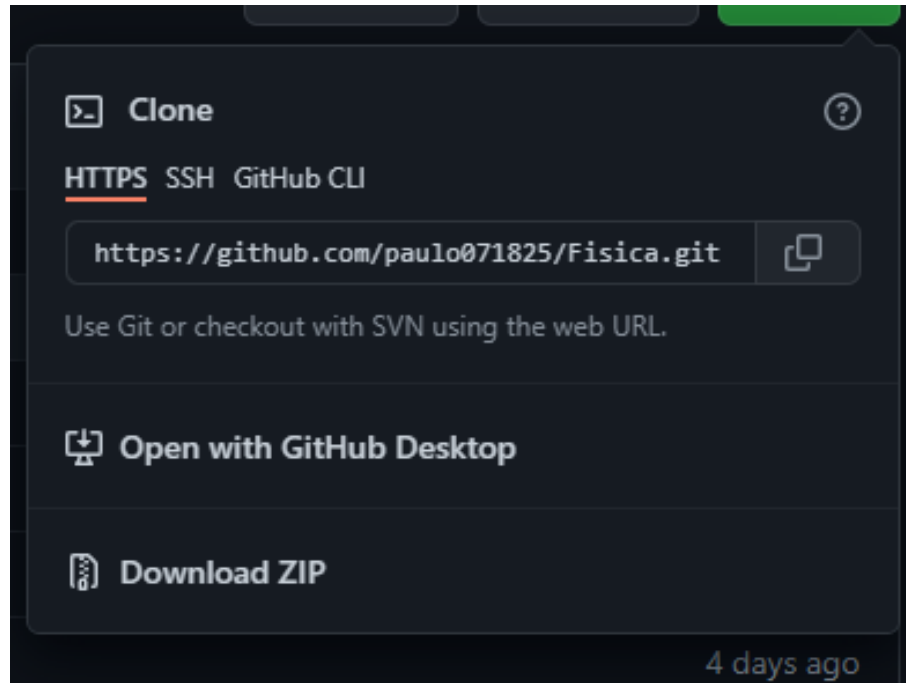 Clone
HTTPS SSH GitHub CLI
https://github.com/paulo071825/Fisica.git
Use Git or checkout with SVN using the web URL.
Open with GitHub Desktop
Download ZIP
4 days ago